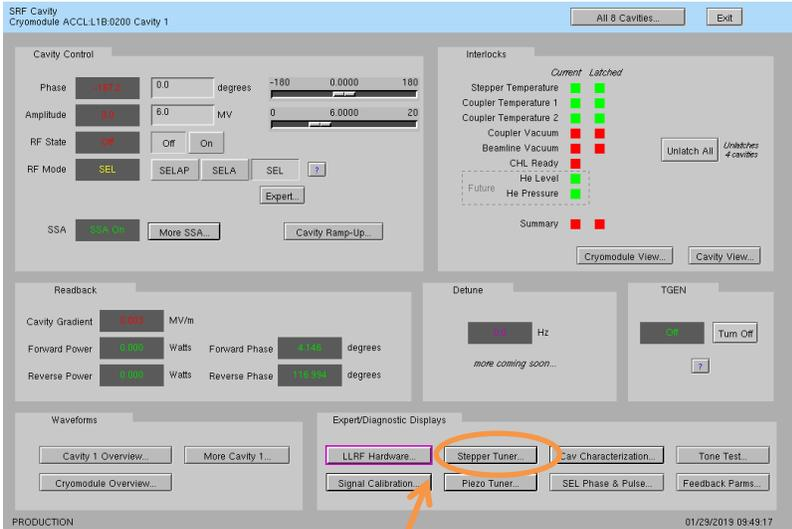 SRF Cavity
Cryomodule ACCL:L1B:0200 Cavity 1
All 8 Cavities...
Exit
Cavity Control
Phase
0.0
degrees
-180 0.0000 180
Amplitude
0.0
6.0
MV
0 6.0000 20
RF State
Off
Off
On
RF Mode
SEL
SELAP
SELA
SEL
?
Expert...
SSA
SSA On
More SSA...
Cavity Ramp-Up...
Interlocks
Current Latched
Stepper Temperature
Coupler Temperature 1
Coupler Temperature 2
Coupler Vacuum
Beamline Vacuum
CHL Ready
Future
He Level
He Pressure
Summary
Unlatch All
Unlatches
4 cavities
Cryomodule View...
Cavity View...
Readback
Cavity Gradient
0.003
MV/m
Forward Power
0.000
Watts
Forward Phase
4.146
degrees
Reverse Power
0.000
Watts
Reverse Phase
116.994
degrees
Detune
0.0
Hz
more coming soon...
TGEN
Off
Turn Off
?
Waveforms
Cavity 1 Overview...
More Cavity 1...
Cryomodule Overview...
Expert/Diagnostic Displays
LLRF Hardware...
Stepper Tuner...
Cav Characterization...
Tone Test...
Signal Calibration...
Piezo Tuner...
SEL Phase & Pulse...
Feedback Parms...
PRODUCTION
01/29/2019 09:49:17